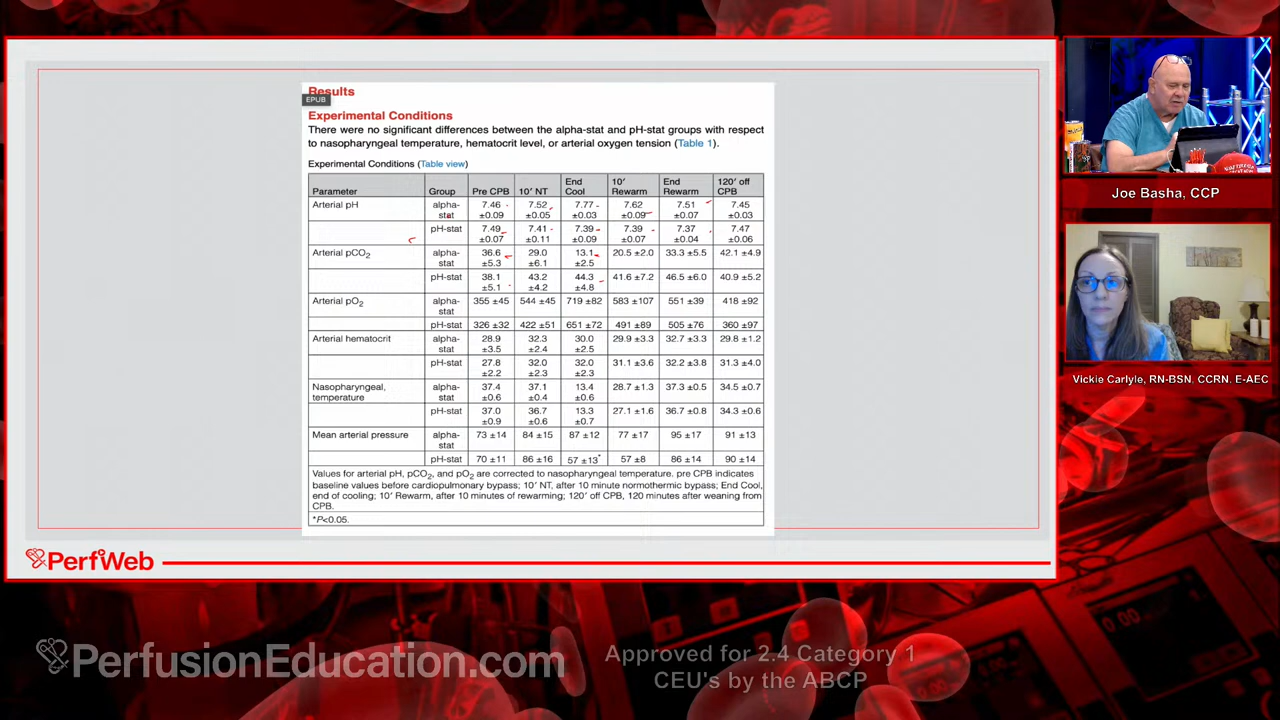 Results
EPUB
Experimental Conditions
There were no significant differences between the alpha-stat and pH-stat groups with respect
to nasopharyngeal temperature, hematocrit level, or arterial oxygen tension (Table 1).
Experimental Conditions (Table view)
Parameter Group Pre CPB 10′ NT End Cool 10′ Rewarm End Rewarm 120′ off CPB
Arterial pH alpha-stat 7.46 ±0.09 7.52 ±0.05 7.77 ±0.03 7.62 ±0.09 7.51 ±0.07 7.45 ±0.03
pH-stat 7.49 ±0.07 7.41 ±0.11 7.39 ±0.09 7.39 ±0.07 7.37 ±0.04 7.47 ±0.06
Arterial pCO2 alpha-stat 36.6 ±5.3 29.0 ±6.1 13.1 ±2.5 20.5 ±2.0 33.3 ±5.5 42.1 ±4.9
pH-stat 38.1 ±5.1 43.2 ±4.2 44.3 ±4.8 41.6 ±7.2 46.5 ±6.0 40.9 ±5.2
Arterial pO2 alpha-stat 355 ±45 544 ±45 719 ±82 583 ±107 551 ±39 418 ±92
pH-stat 326 ±32 422 ±51 651 ±72 491 ±89 505 ±76 360 ±97
Arterial hematocrit alpha-stat 28.9 ±3.5 32.3 ±2.4 30.0 ±2.5 29.9 ±3.3 32.7 ±3.3 29.8 ±1.2
pH-stat 27.8 ±2.2 32.0 ±2.3 32.0 ±2.3 31.1 ±3.6 32.2 ±3.8 31.3 ±4.0
Nasopharyngeal, temperature alpha-stat 37.4 ±0.6 37.1 ±0.4 13.4 ±0.6 28.7 ±1.3 37.3 ±0.5 34.5 ±0.7
pH-stat 37.0 ±0.9 36.7 ±0.6 13.3 ±0.7 27.1 ±1.6 36.7 ±0.8 34.3 ±0.6
Mean arterial pressure alpha-stat 73 ±14 84 ±15 87 ±12 77 ±17 95 ±17 91 ±13
pH-stat 70 ±11 86 ±16 57 ±13* 57 ±8 86 ±14 90 ±14
Values for arterial pH, pCO2, and pO2 are corrected to nasopharyngeal temperature. pre CPB indicates
baseline values before cardiopulmonary bypass; 10′ NT, after 10 minute normothermic bypass; End Cool,
end of cooling; 10′ Rewarm, after 10 minutes of rewarming; 120′ off CPB, 120 minutes after weaning from
CPB.
*P<0.05.
Joe Basha, CCP
Vickie Carlyle, RN-BSN, CCRN, E-AEC
PerfWeb
PerfusionEducation.com
Approved for 2.4 Category 1
CEU's by the ABCP